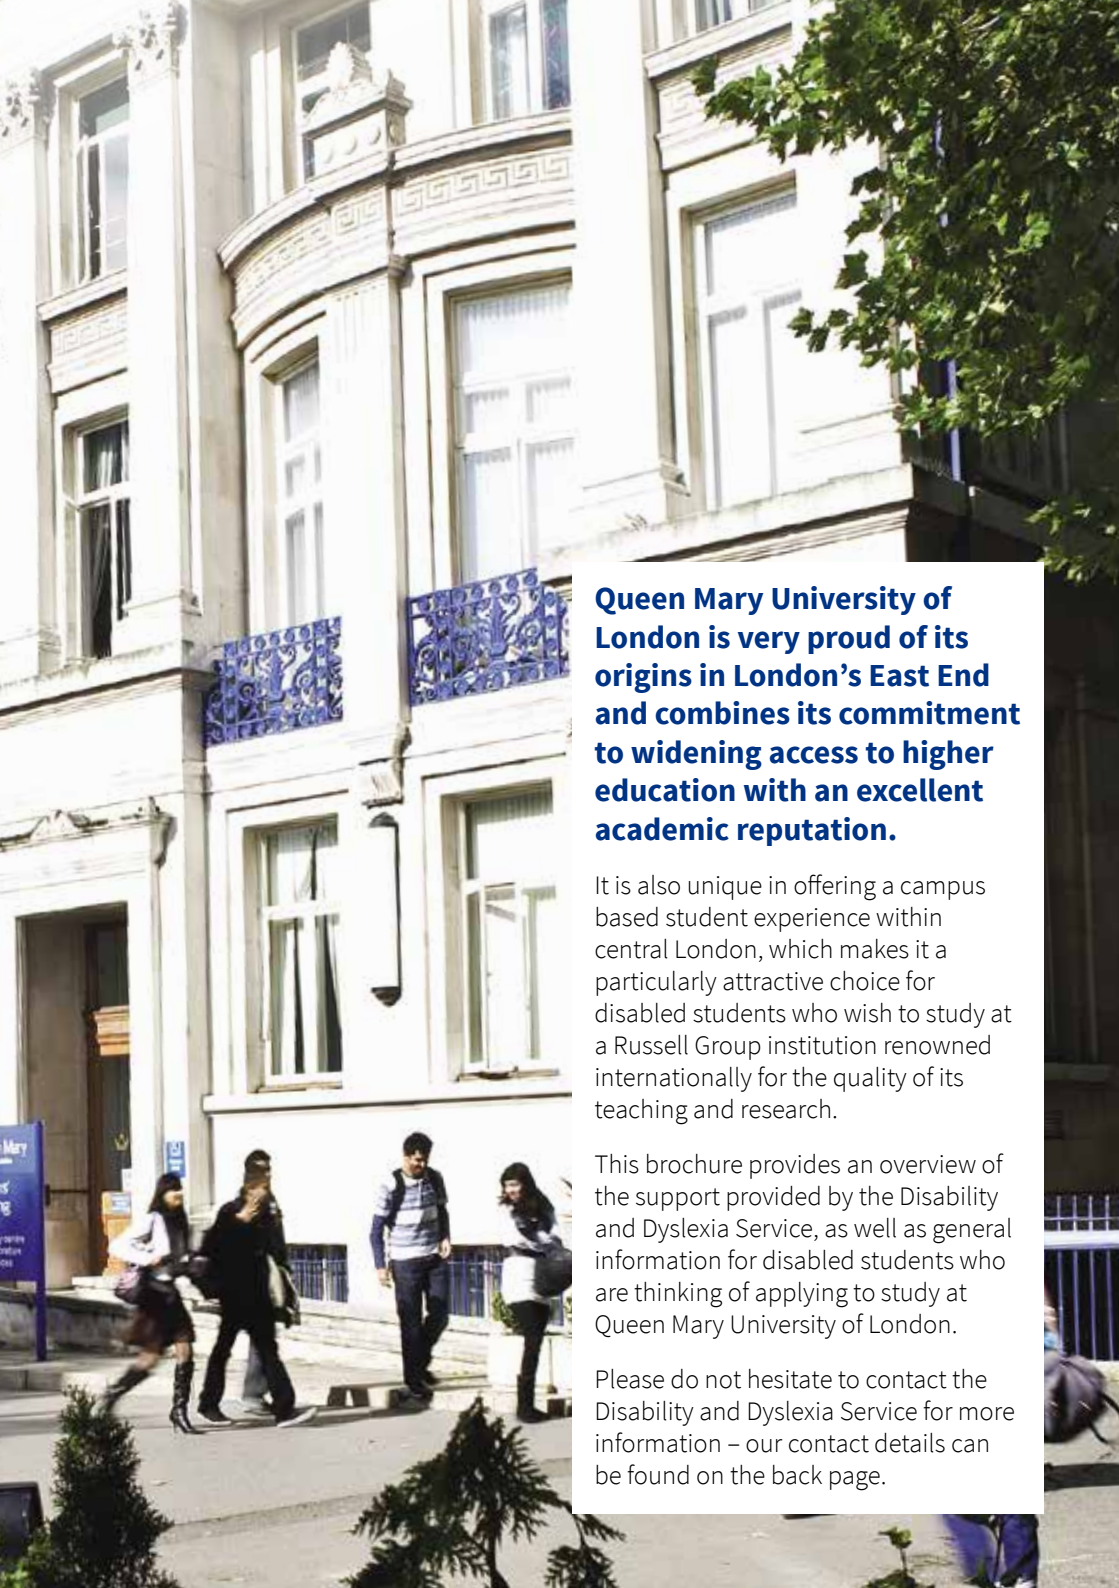 Queen Mary University of
London is very proud of its
origins in London’s East End
and combines its commitment
to widening access to higher
education with an excellent
academic reputation.
It is also unique in offering a campus
based student experience within
central London, which makes it a
particularly attractive choice for
disabled students who wish to study at
a Russell Group institution renowned
internationally for the quality of its
teaching and research.
This brochure provides an overview of
the support provided by the Disability
and Dyslexia Service, as well as general
information for disabled students who
are thinking of applying to study at
Queen Mary University of London.
Please do not hesitate to contact the
Disability and Dyslexia Service for more
information – our contact details can
be found on the back page.
Mary